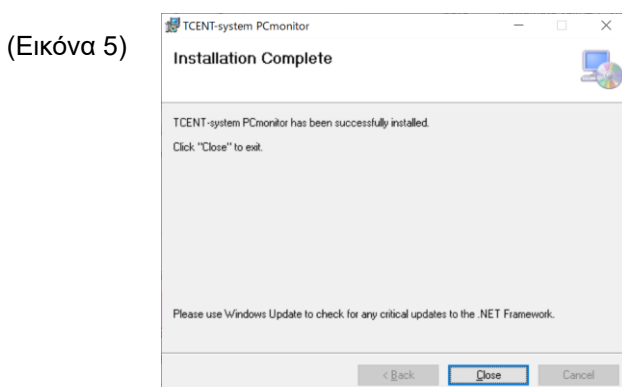 (Εικόνα 5)
TCENT-system PCmonitor
Installation Complete
TCENT-system PCmonitor has been successfully installed.
Click "Close" to exit.
Please use Windows Update to check for any critical updates to the .NET Framework.
< Back
Close
Cancel